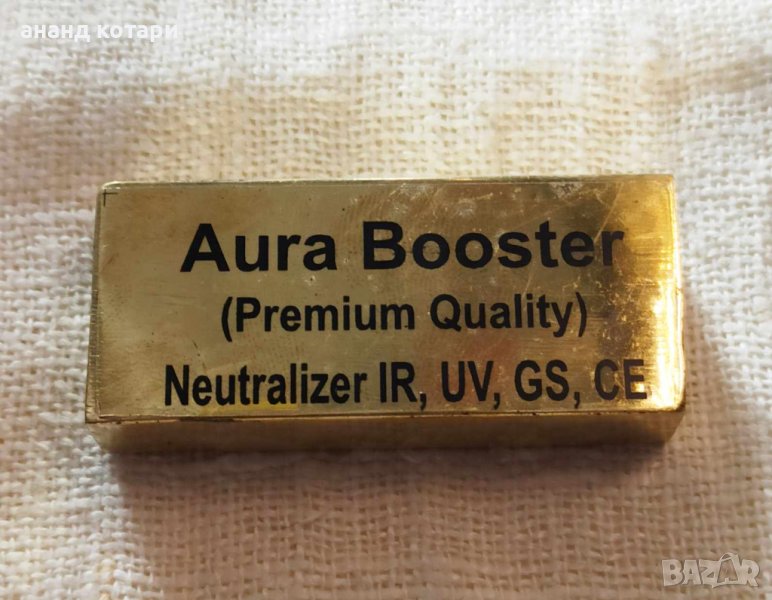 ананд котари
Aura Booster
(Premium Quality)
Neutralizer IR, UV, GS, CE
BAZAR